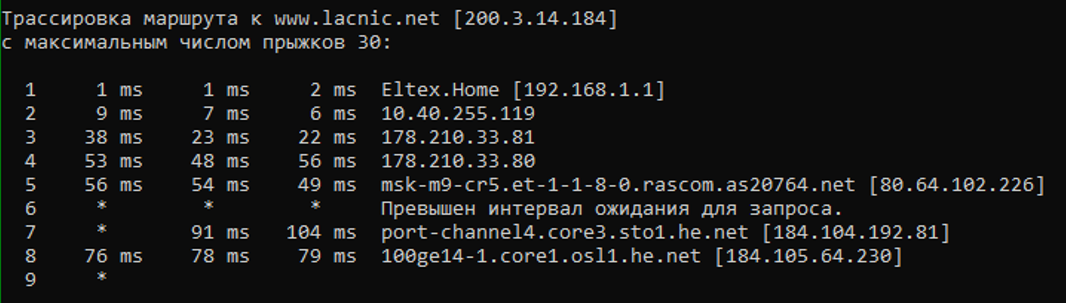 Трассировка маршрута к www.lacnic.net [200.3.14.184]
с максимальным числом прыжков 30:
1 1 ms 1 ms 2 ms Eltex.Home [192.168.1.1]
2 9 ms 7 ms 6 ms 10.40.255.119
3 38 ms 23 ms 22 ms 178.210.33.81
4 53 ms 48 ms 56 ms 178.210.33.80
5 56 ms 54 ms 49 ms msk-m9-cr5.et-1-1-8-0.rascom.as20764.net [80.64.102.226]
6 * * * Превышен интервал ожидания для запроса.
7 * 91 ms 104 ms port-channel4.core3.sto1.he.net [184.104.192.81]
8 76 ms 78 ms 79 ms 100ge14-1.core1.osl1.he.net [184.105.64.230]
9 *